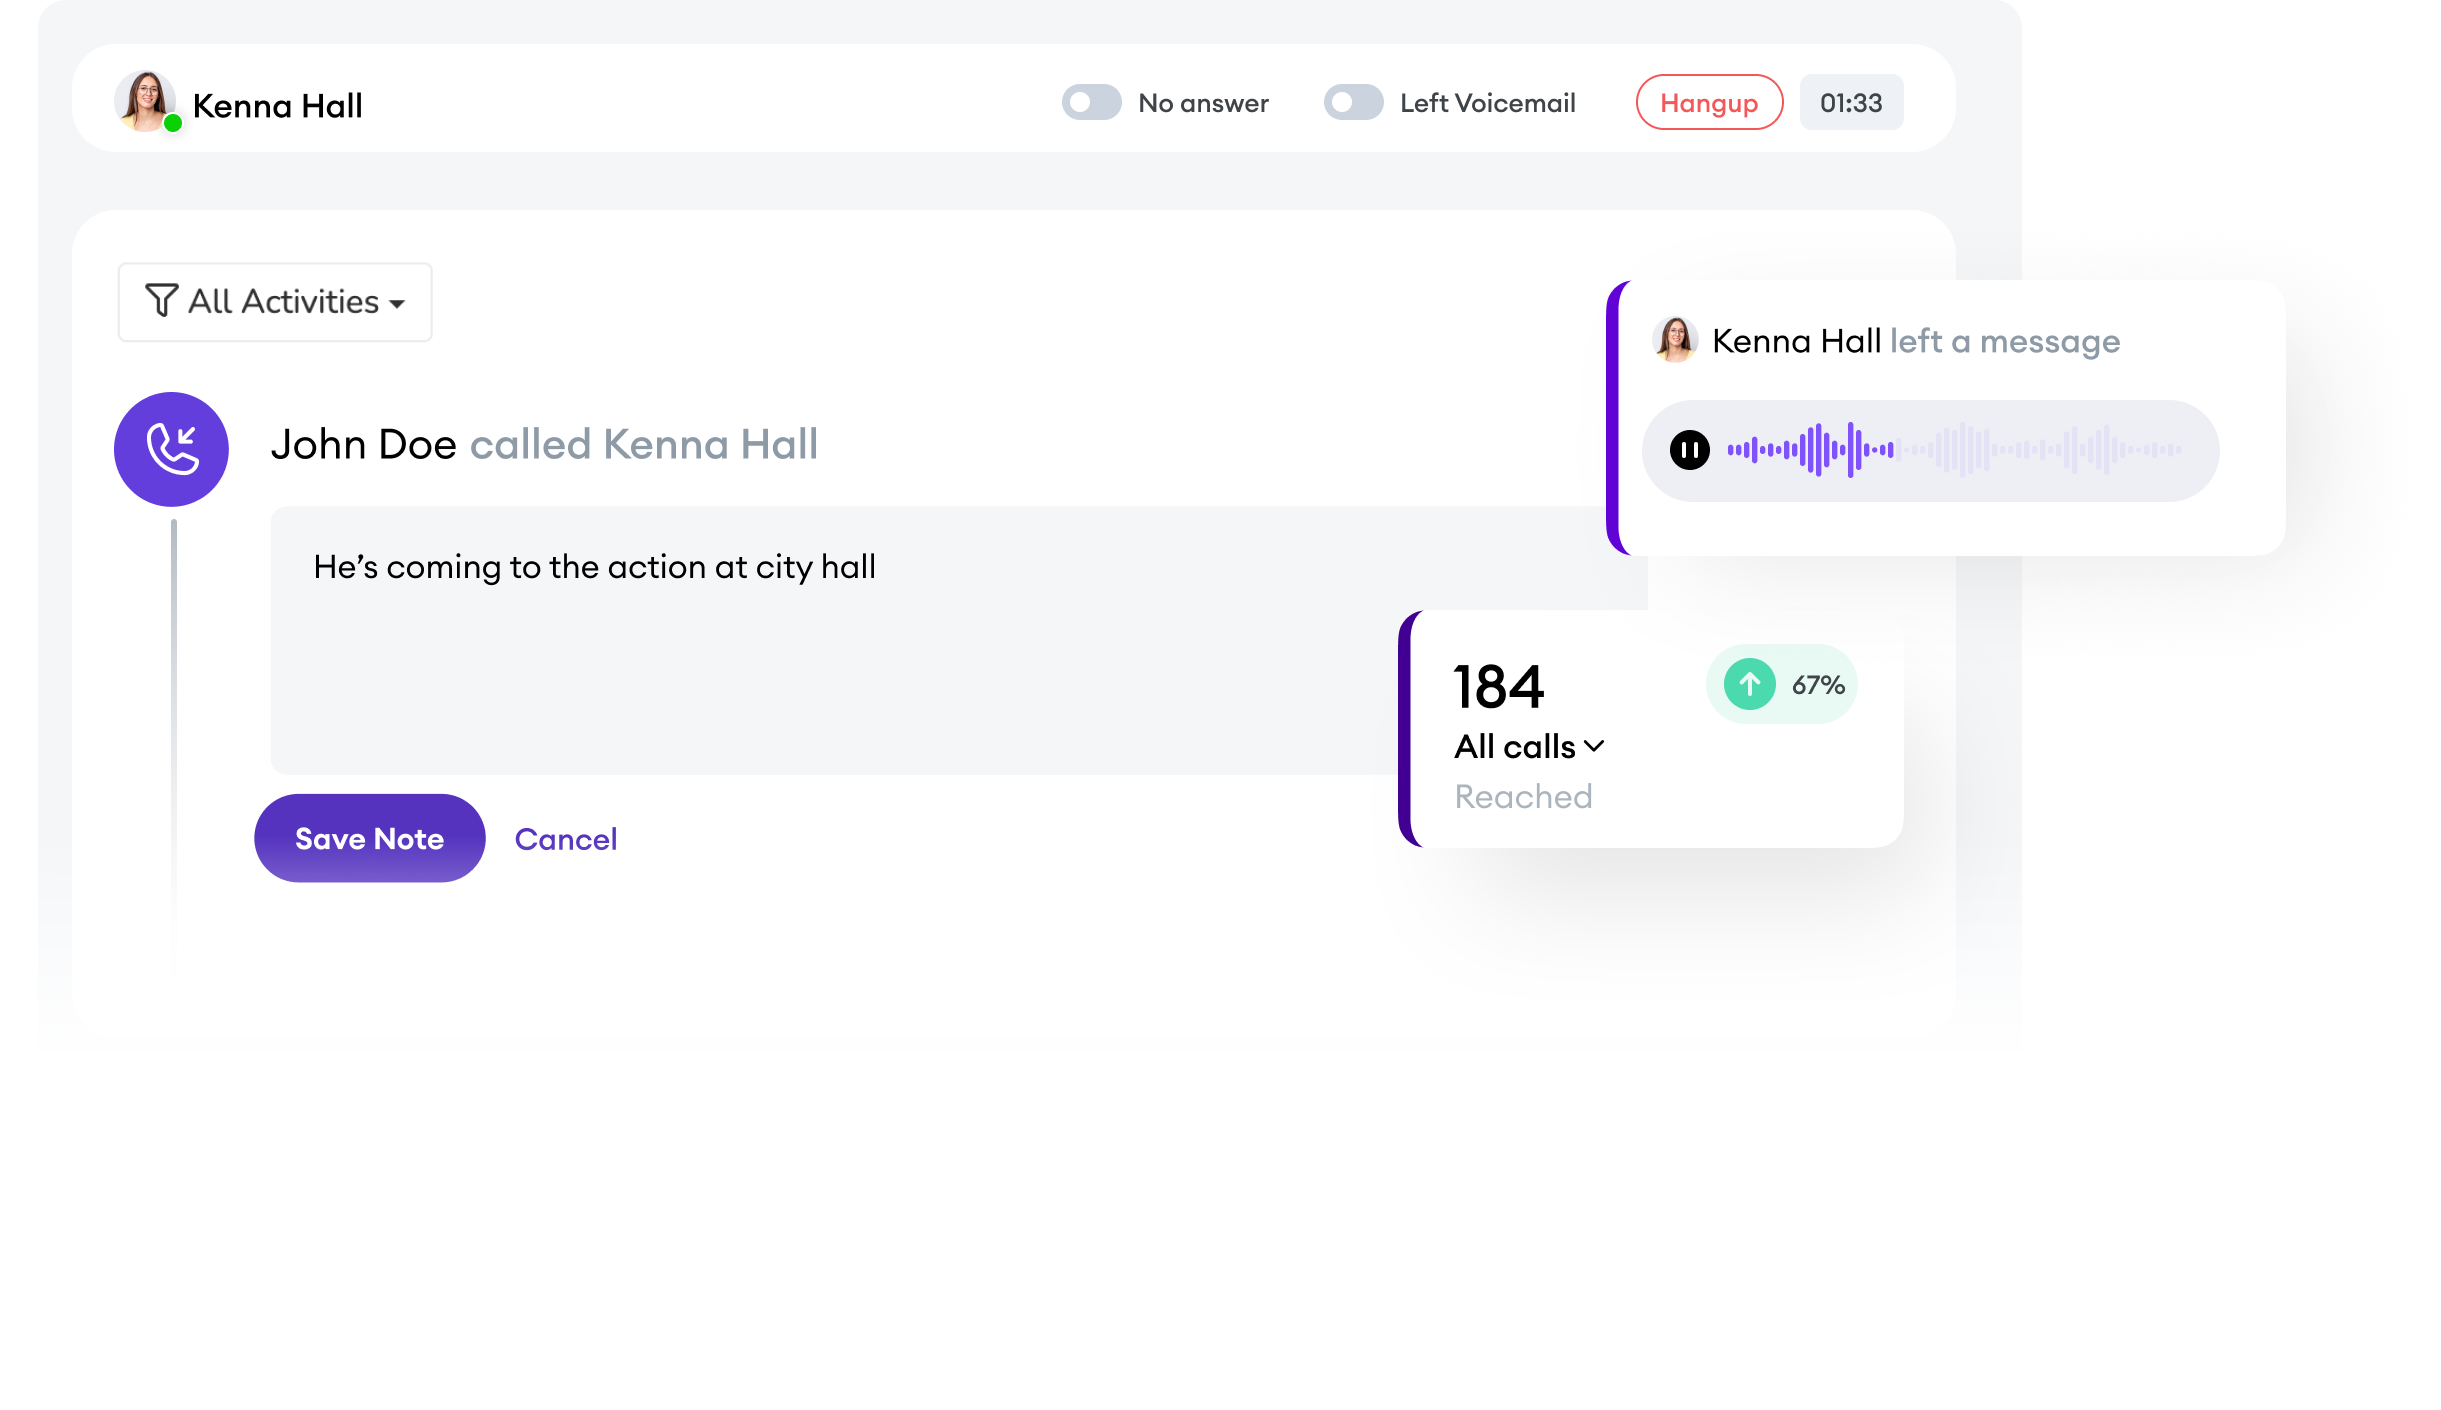 Kenna Hall
No answer
Left Voicemail
Hangup
01:33
All Activities
Kenna Hall left a message
John Doe called Kenna Hall
He’s coming to the action at city hall
184
67%
All calls
Reached
Save Note
Cancel